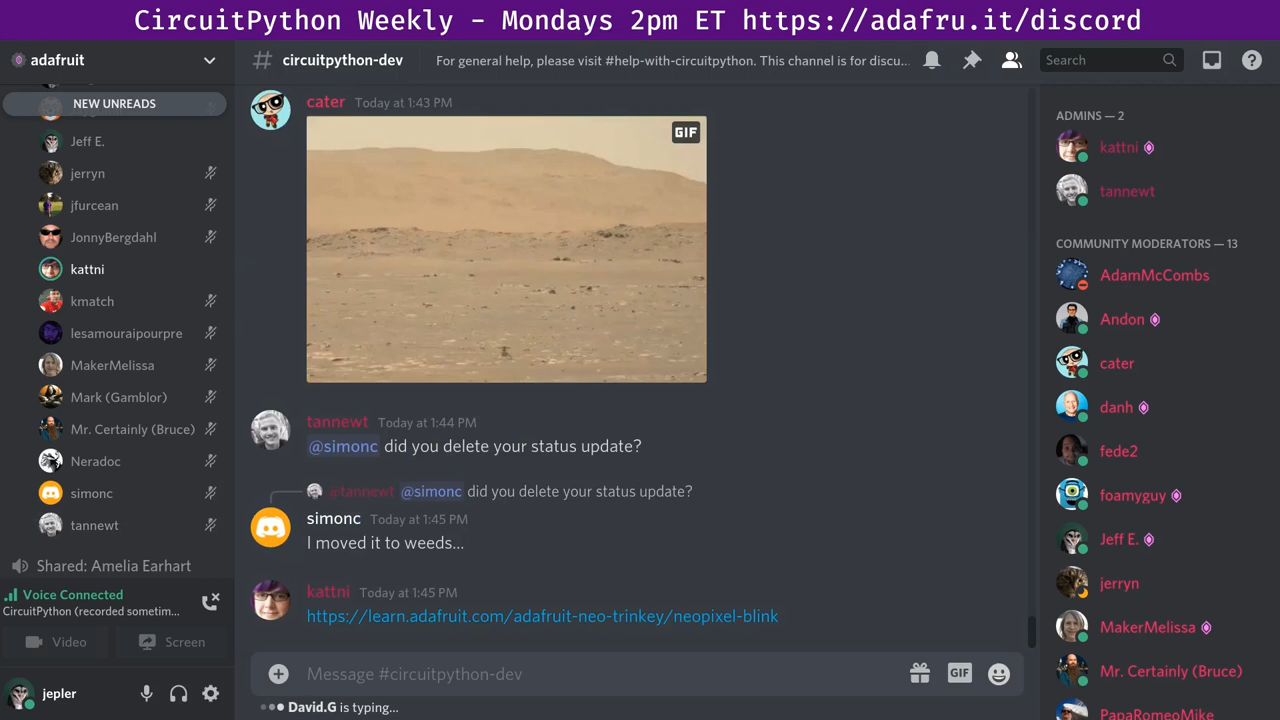 CircuitPython Weekly - Mondays 2pm ET https://adafru.it/discord
adafruit
NEW UNREADS
Jeff E.
jerryn
jfurcean
JonnyBergdahl
kattni
kmatch
lesamouraipourpre
MakerMelissa
Mark (Gamblor)
Mr. Certainly (Bruce)
Neradoc
simonc
tannewt
Shared: Amelia Earhart
Voice Connected
CircuitPython (recorded sometim...
Video
Screen
jepler
# circuitpython-dev
For general help, please visit #help-with-circuitpython. This channel is for discu...
Search
cater Today at 1:43 PM
GIF
tannewt Today at 1:44 PM
@simonc did you delete your status update?
@tannewt @simonc did you delete your status update?
simonc Today at 1:45 PM
I moved it to weeds...
kattni Today at 1:45 PM
https://learn.adafruit.com/adafruit-neo-trinkey/neopixel-blink
Message #circuitpython-dev
GIF
David.G is typing...
ADMINS — 2
kattni
tannewt
COMMUNITY MODERATORS — 13
AdamMcCombs
Andon
cater
danh
fede2
foamyguy
Jeff E.
jerryn
MakerMelissa
Mr. Certainly (Bruce)
PapaRomeoMike